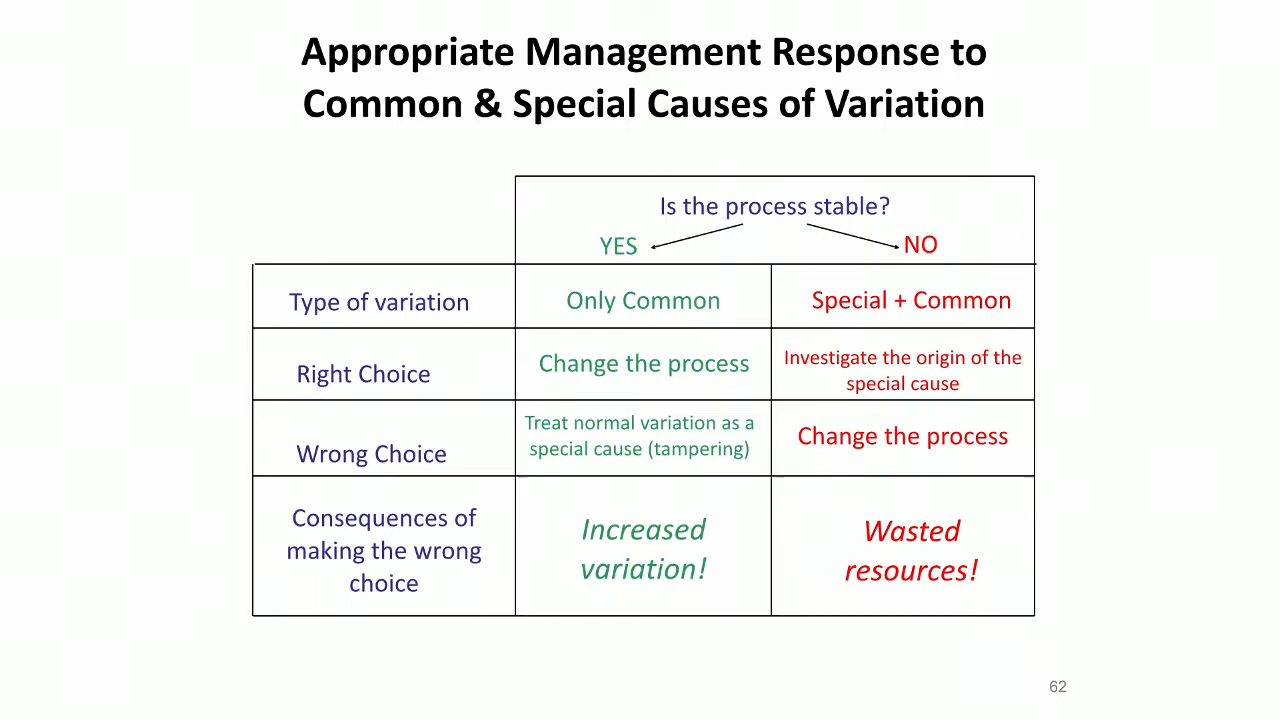 Appropriate Management Response to
Common & Special Causes of Variation
Is the process stable?
YES
NO
Type of variation
Only Common
Special + Common
Right Choice
Change the process
Investigate the origin of the
special cause
Wrong Choice
Treat normal variation as a
special cause (tampering)
Change the process
Consequences of
making the wrong
choice
Increased
variation!
Wasted
resources!
62